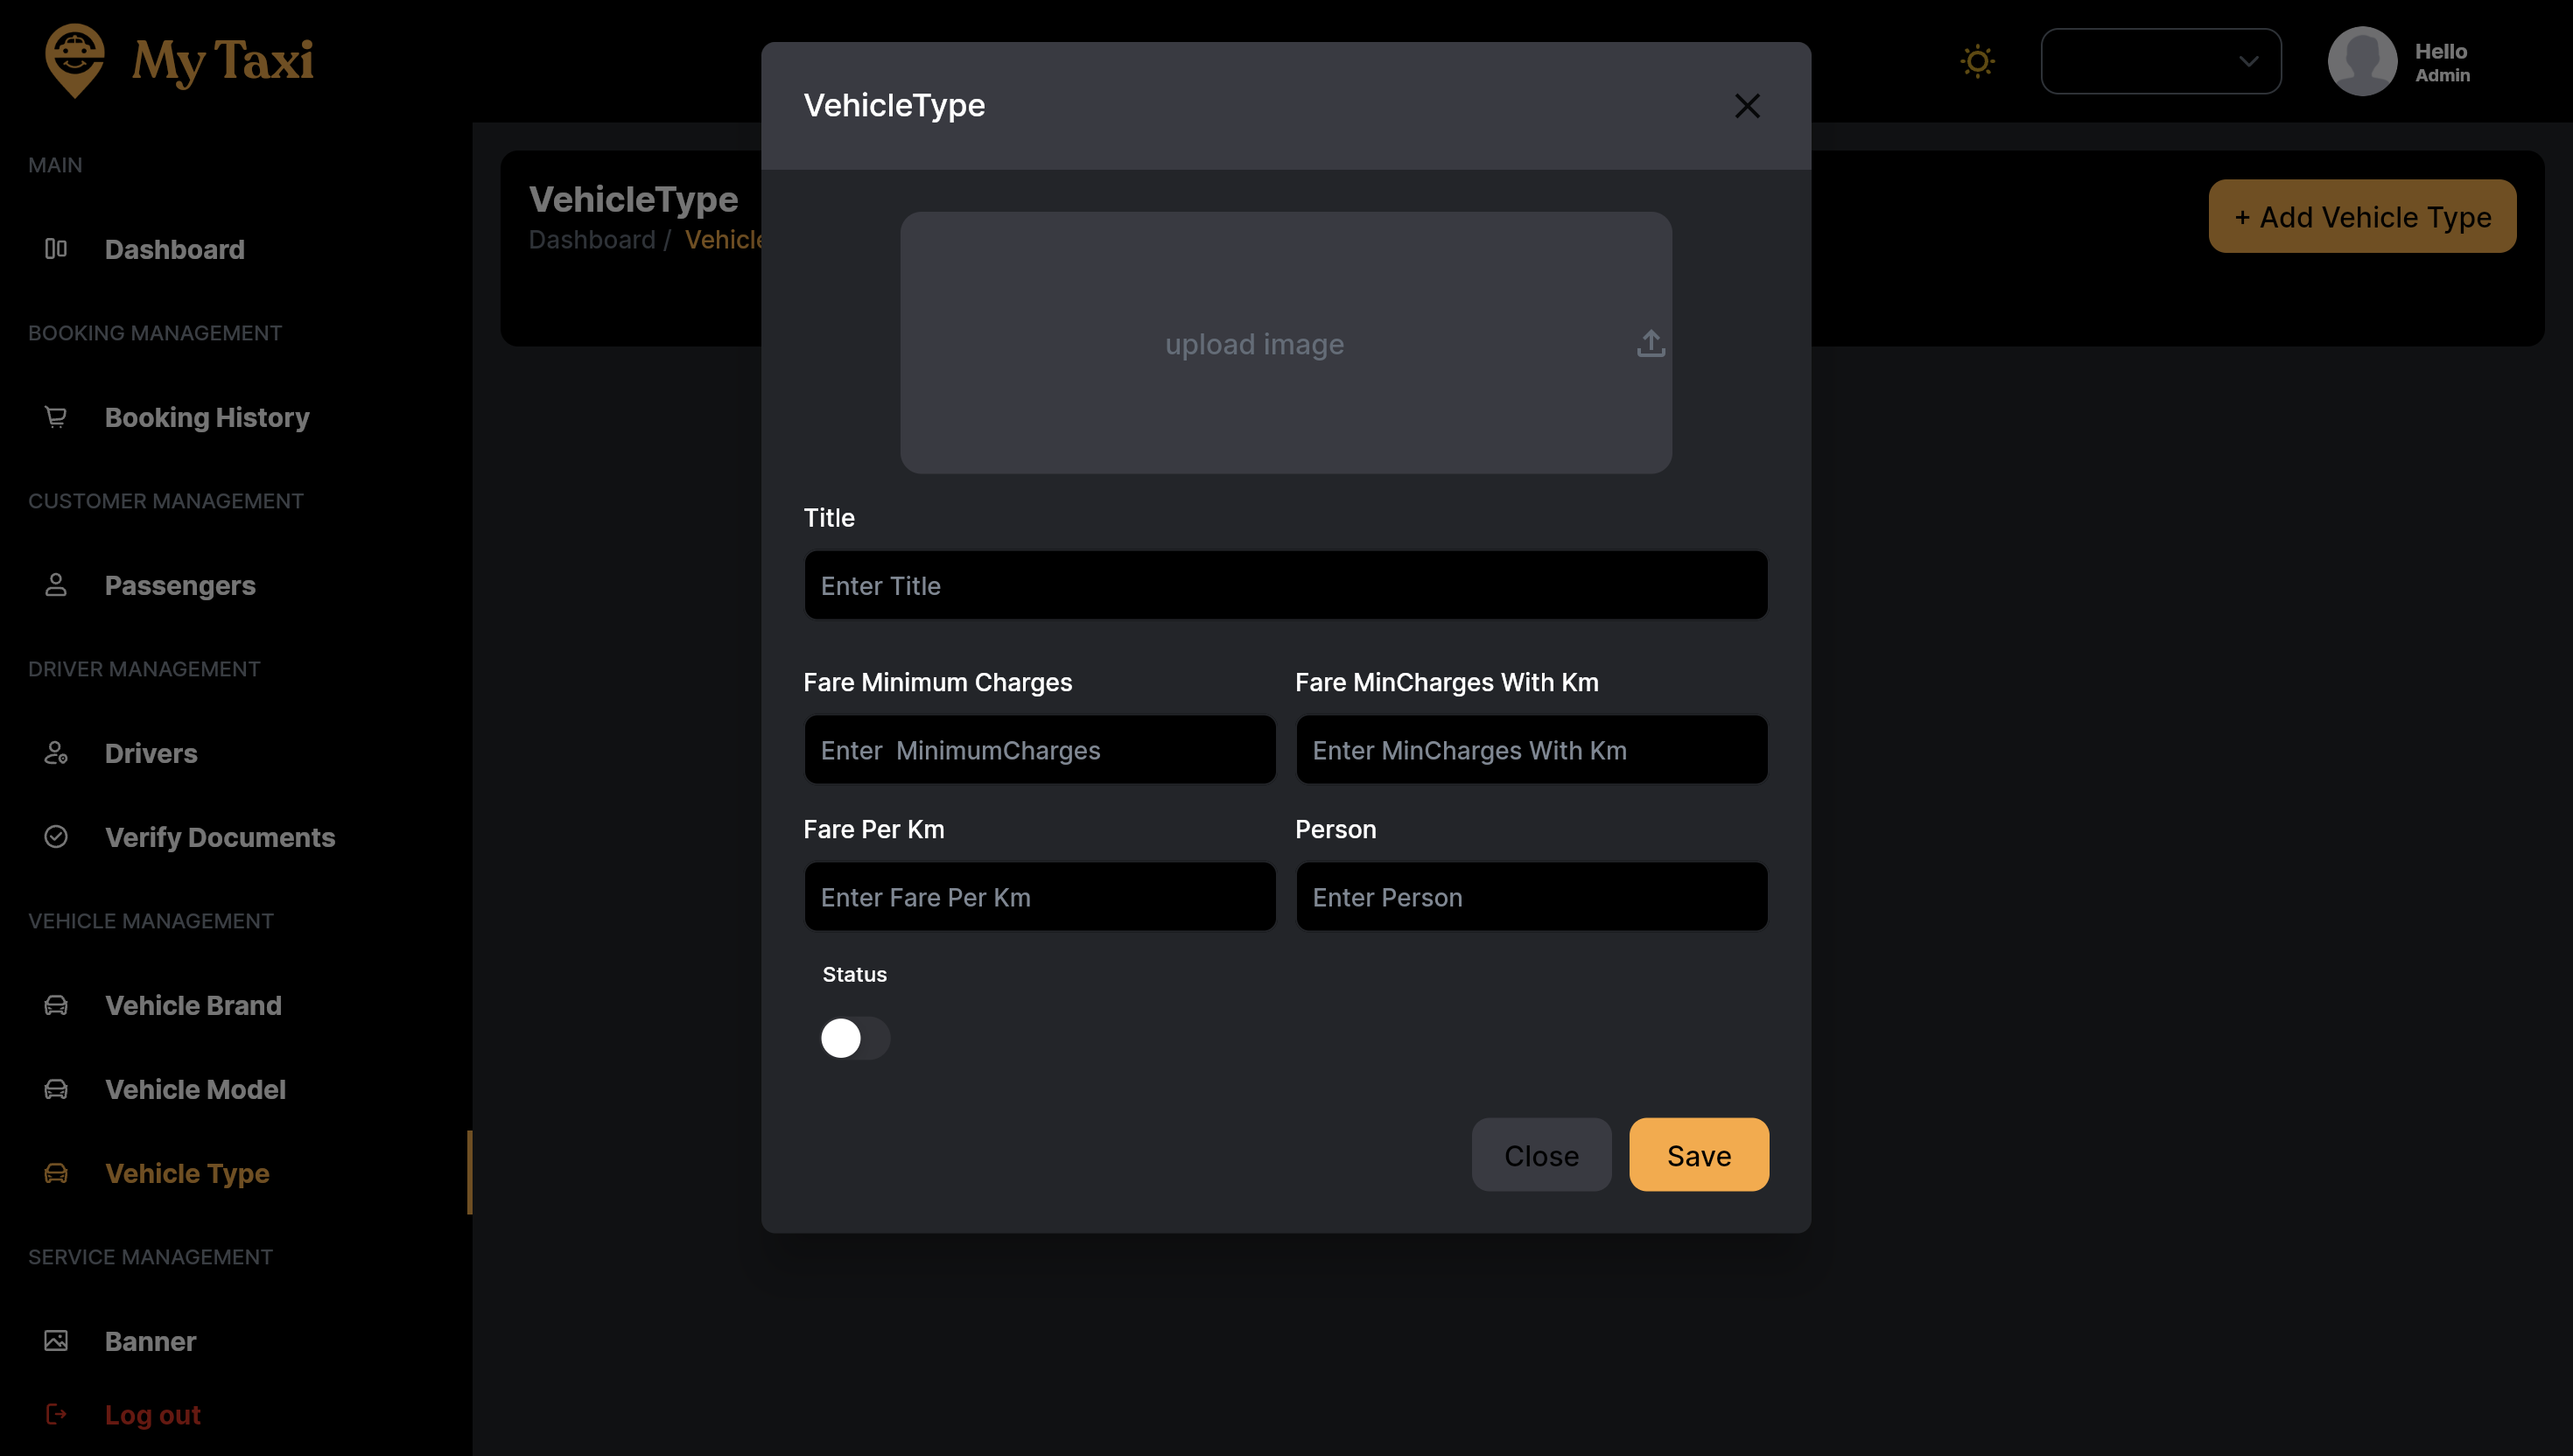 My Taxi
Hello
Admin
MAIN
Dashboard
BOOKING MANAGEMENT
Booking History
CUSTOMER MANAGEMENT
Passengers
DRIVER MANAGEMENT
Drivers
Verify Documents
VEHICLE MANAGEMENT
Vehicle Brand
Vehicle Model
Vehicle Type
SERVICE MANAGEMENT
Banner
Log out
VehicleType
Dashboard / Vehicle
+ Add Vehicle Type
VehicleType
upload image
Title
Enter Title
Fare Minimum Charges
Fare MinCharges With Km
Enter  MinimumCharges
Enter MinCharges With Km
Fare Per Km
Person
Enter Fare Per Km
Enter Person
Status
Close
Save